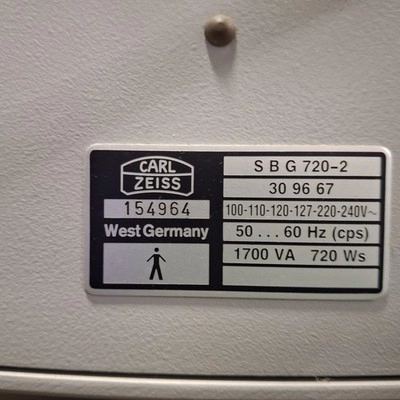 CARL
ZEISS
154964
West Germany
S B G 720-2
30 96 67
100-110-120-127-220-240V~
50 . . . 60 Hz (cps)
1700 VA 720 Ws